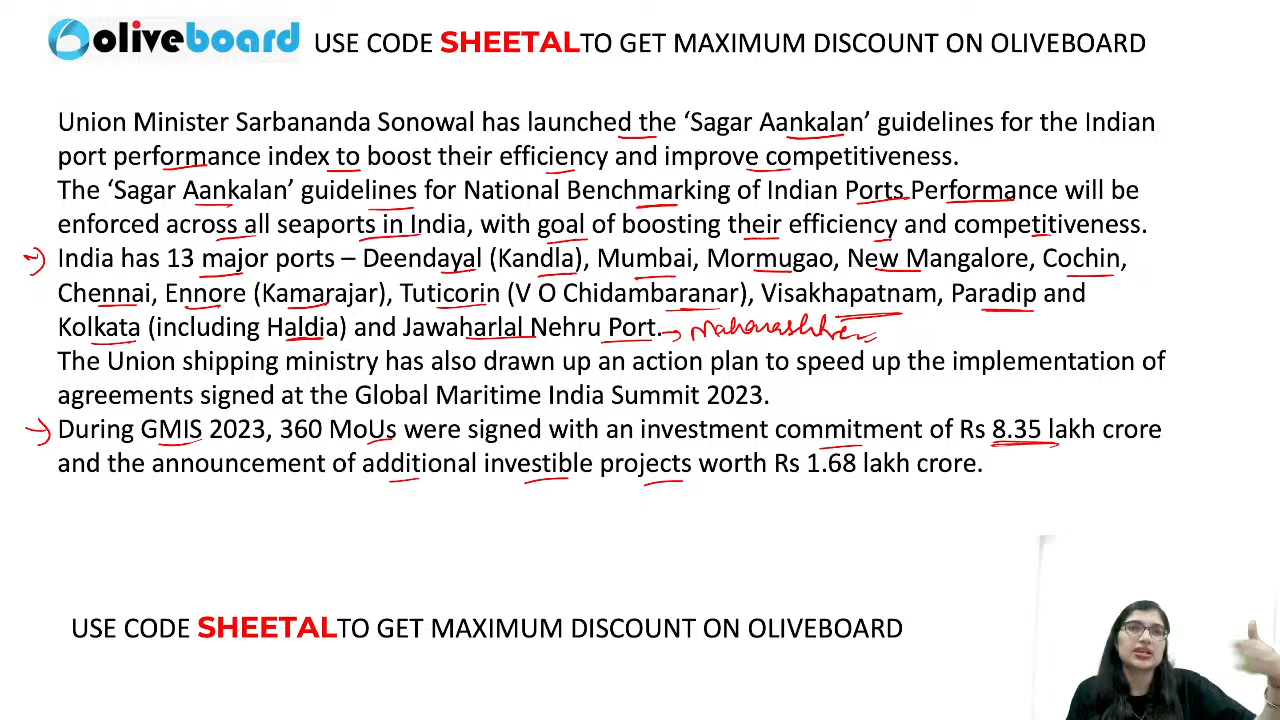 oliveboard USE CODE SHEETAL TO GET MAXIMUM DISCOUNT ON OLIVEBOARD
Union Minister Sarbananda Sonowal has launched the ‘Sagar Aankalan’ guidelines for the Indian
port performance index to boost their efficiency and improve competitiveness.
The ‘Sagar Aankalan’ guidelines for National Benchmarking of Indian Ports Performance will be
enforced across all seaports in India, with goal of boosting their efficiency and competitiveness.
India has 13 major ports – Deendayal (Kandla), Mumbai, Mormugao, New Mangalore, Cochin,
Chennai, Ennore (Kamarajar), Tuticorin (V O Chidambaranar), Visakhapatnam, Paradip and
Kolkata (including Haldia) and Jawaharlal Nehru Port. → Maharashtra
The Union shipping ministry has also drawn up an action plan to speed up the implementation of
agreements signed at the Global Maritime India Summit 2023.
→ During GMIS 2023, 360 MoUs were signed with an investment commitment of Rs 8.35 lakh crore
and the announcement of additional investible projects worth Rs 1.68 lakh crore.
USE CODE SHEETAL TO GET MAXIMUM DISCOUNT ON OLIVEBOARD